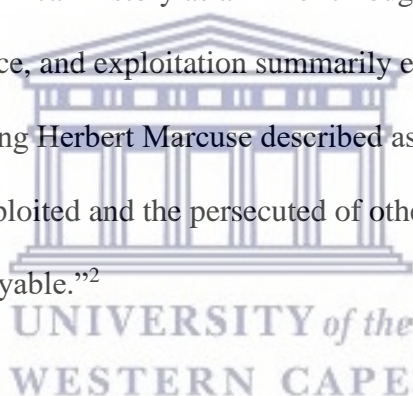 ce, and exploitation summarily e
ng Herbert Marcuse described as
ploited and the persecuted of othe
yable.”2
UNIVERSITY of the
WESTERN CAPE